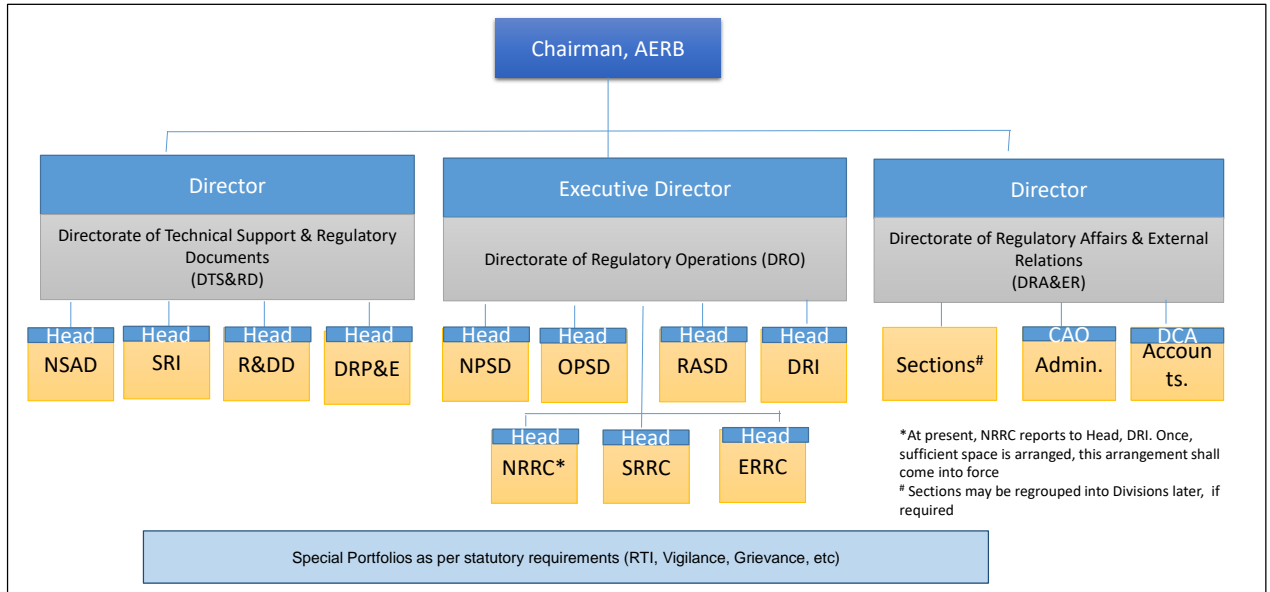 Chairman, AERB
Director
Directorate of Technical Support & Regulatory
Documents
(DTS&RD)
Executive Director
Directorate of Regulatory Operations (DRO)
Director
Directorate of Regulatory Affairs & External
Relations
(DRA&ER)
Head
NSAD
Head
SRI
Head
R&DD
Head
DRP&E
Head
NPSD
Head
OPSD
Head
RASD
Head
DRI
Sections#
CAO
Admin.
DCA
Accoun
ts.
Head
NRRC*
Head
SRRC
Head
ERRC
*At present, NRRC reports to Head, DRI. Once,
sufficient space is arranged, this arrangement shall
come into force
# Sections may be regrouped into Divisions later, if
required
Special Portfolios as per statutory requirements (RTI, Vigilance, Grievance, etc)